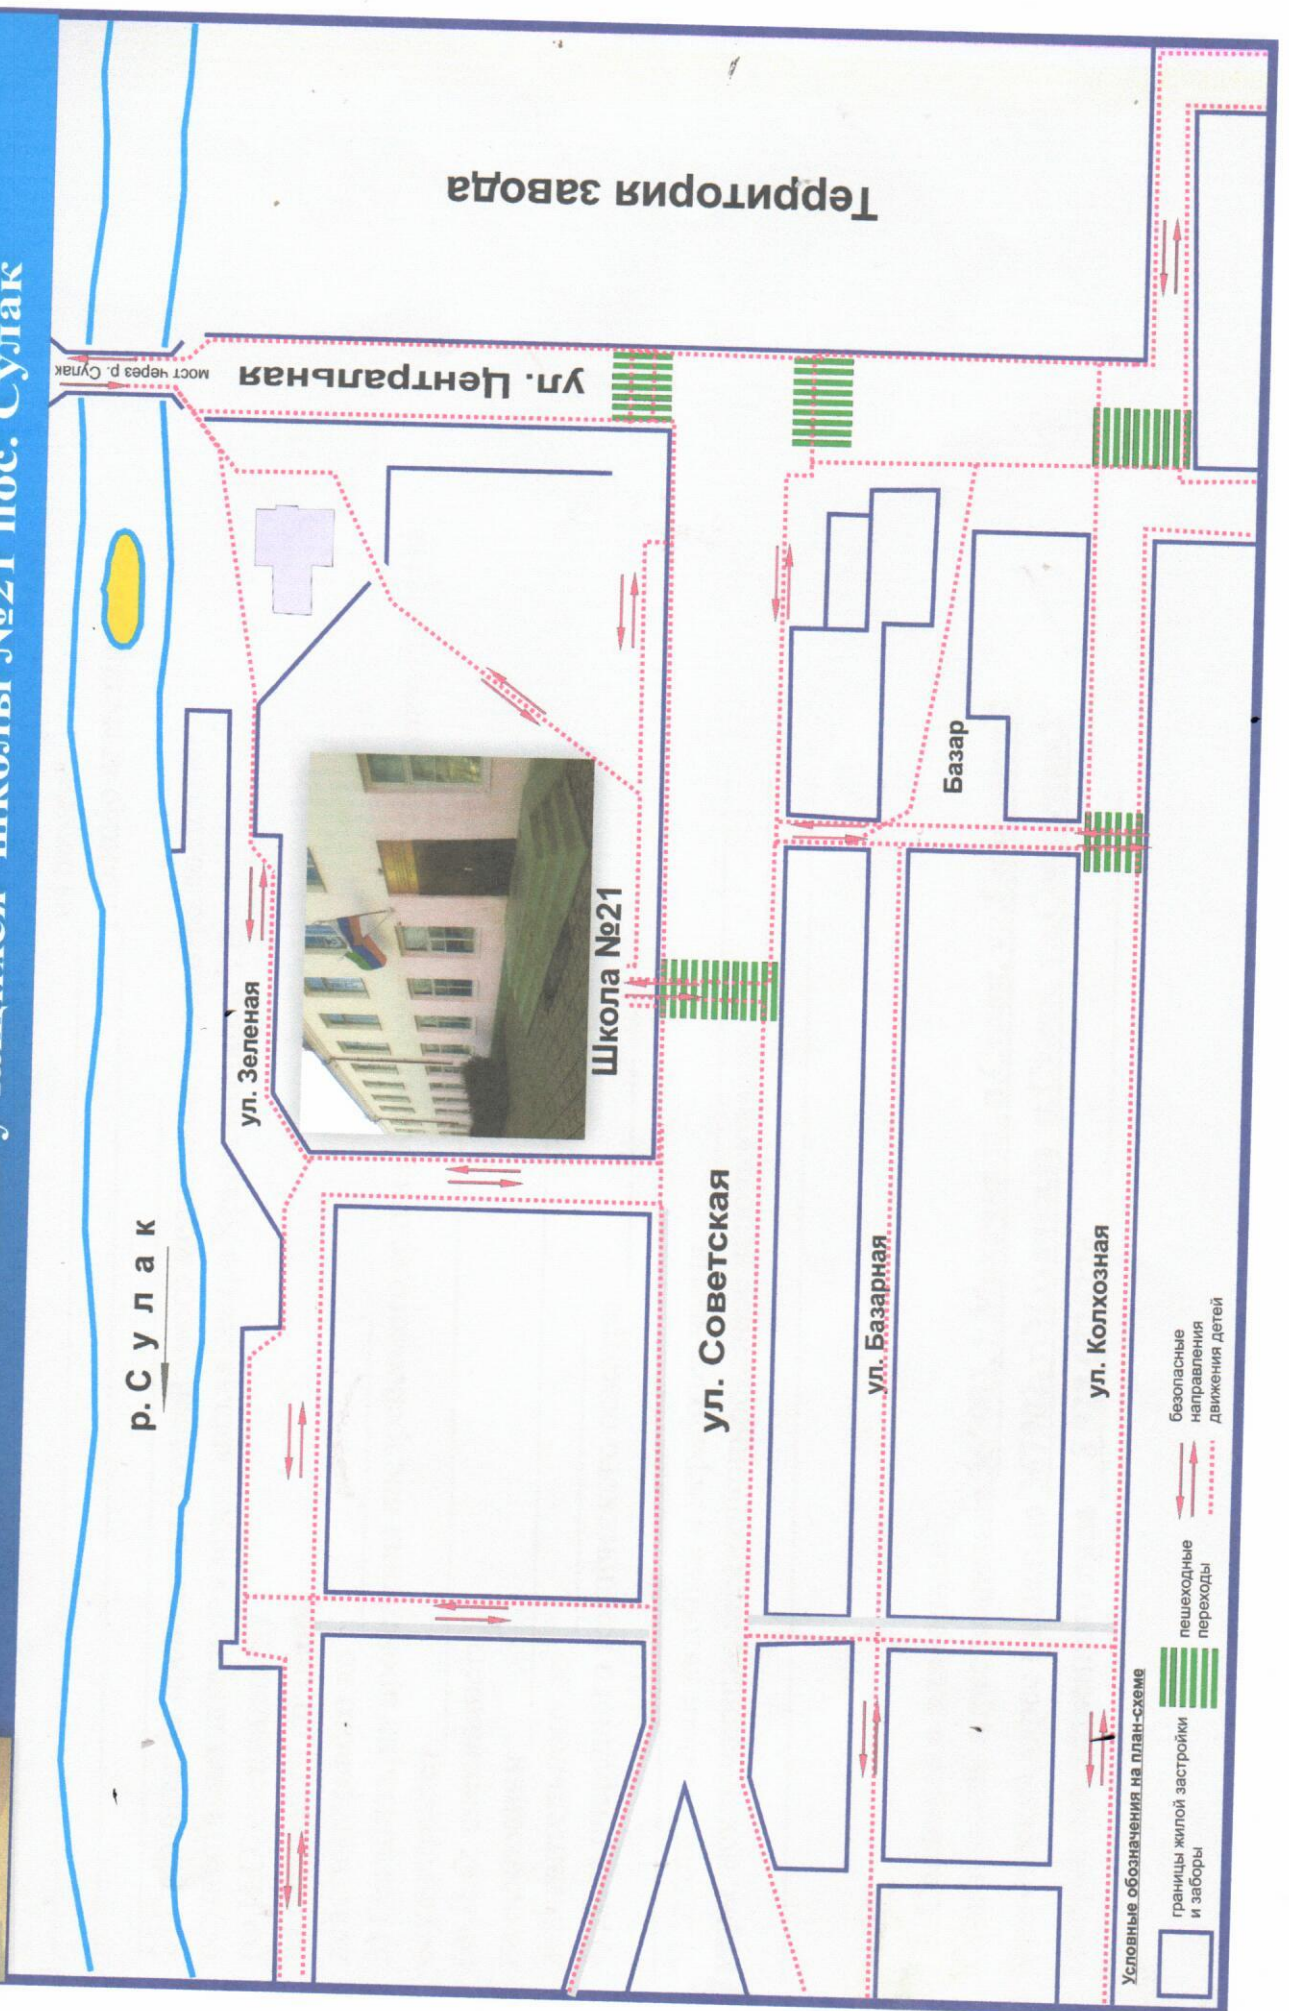 школы №21 пос. Сулак
Территория завода
мост через р. Сулак
ул. Центральная
ул. Зеленая
Школа №21
р. С у л а к
Базар
ул. Советская
ул. Базарная
ул. Колхозная
Условные обозначения на план-схеме
границы жилой застройки
и заборы
пешеходные
переходы
безопасные
направления
движения детей